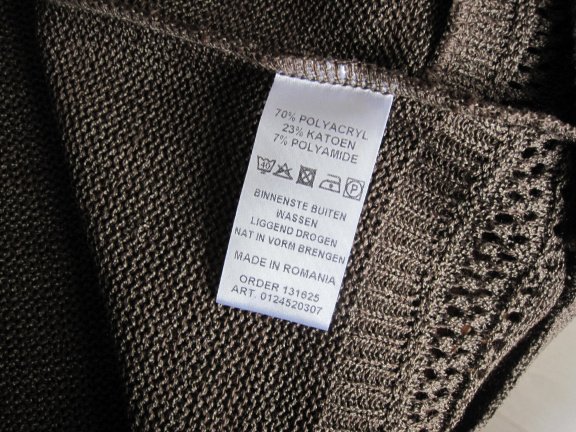 70% POLYACRYL
23% KATOEN
7% POLYAMIDE
BINNENSTE BUITEN
WASSEN
LIGGEND DROGEN
NAT IN VORM BRENGEN
MADE IN ROMANIA
ORDER 131625
ART. 0124520307